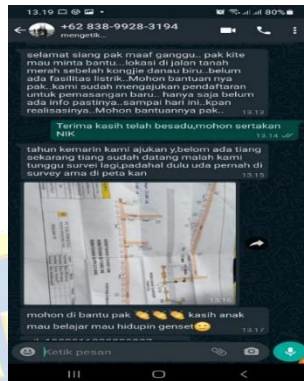 13.19
80%
+62 838-9928-3194
mengetik...
selamat siang pak maaf ganggu.. pak kite
mau minta bantu...lokasi di jalan tanah
merah sebelah kongjie danau biru..belum
ada fasilitas listrik..Mohon bantuan nya
pak..kami sudah mengajukan pendaftaran
untuk pemasangan baru... hanya saja belum
ada info pastinya...sampai hari ini..kpan
realisasinya..Mohon bantuannya pak..
13.13
Terima kasih telah besadu,mohon sertakan
NIK
13.14
tahun kemarin kami ajukan y,belom ada tiang
sekarang tiang sudah datang malah kami
tunggu survei lagi,padahal dulu uda pernah di
survey ama di peta kan
13.15
13.16
mohon di bantu pak 👏👏👏 kasih anak
mau belajar mau hidupin genset
13.17
Ketik pesan